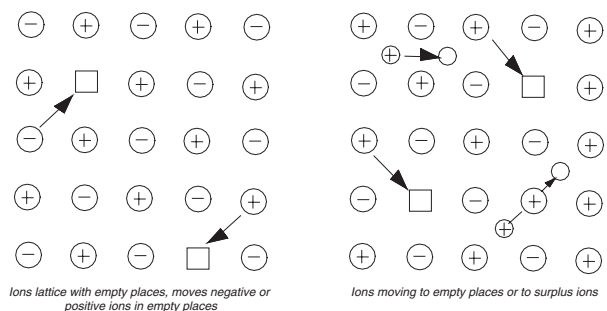 Ions lattice with empty places, moves negative or
positive ions in empty places
Ions moving to empty places or to surplus ions